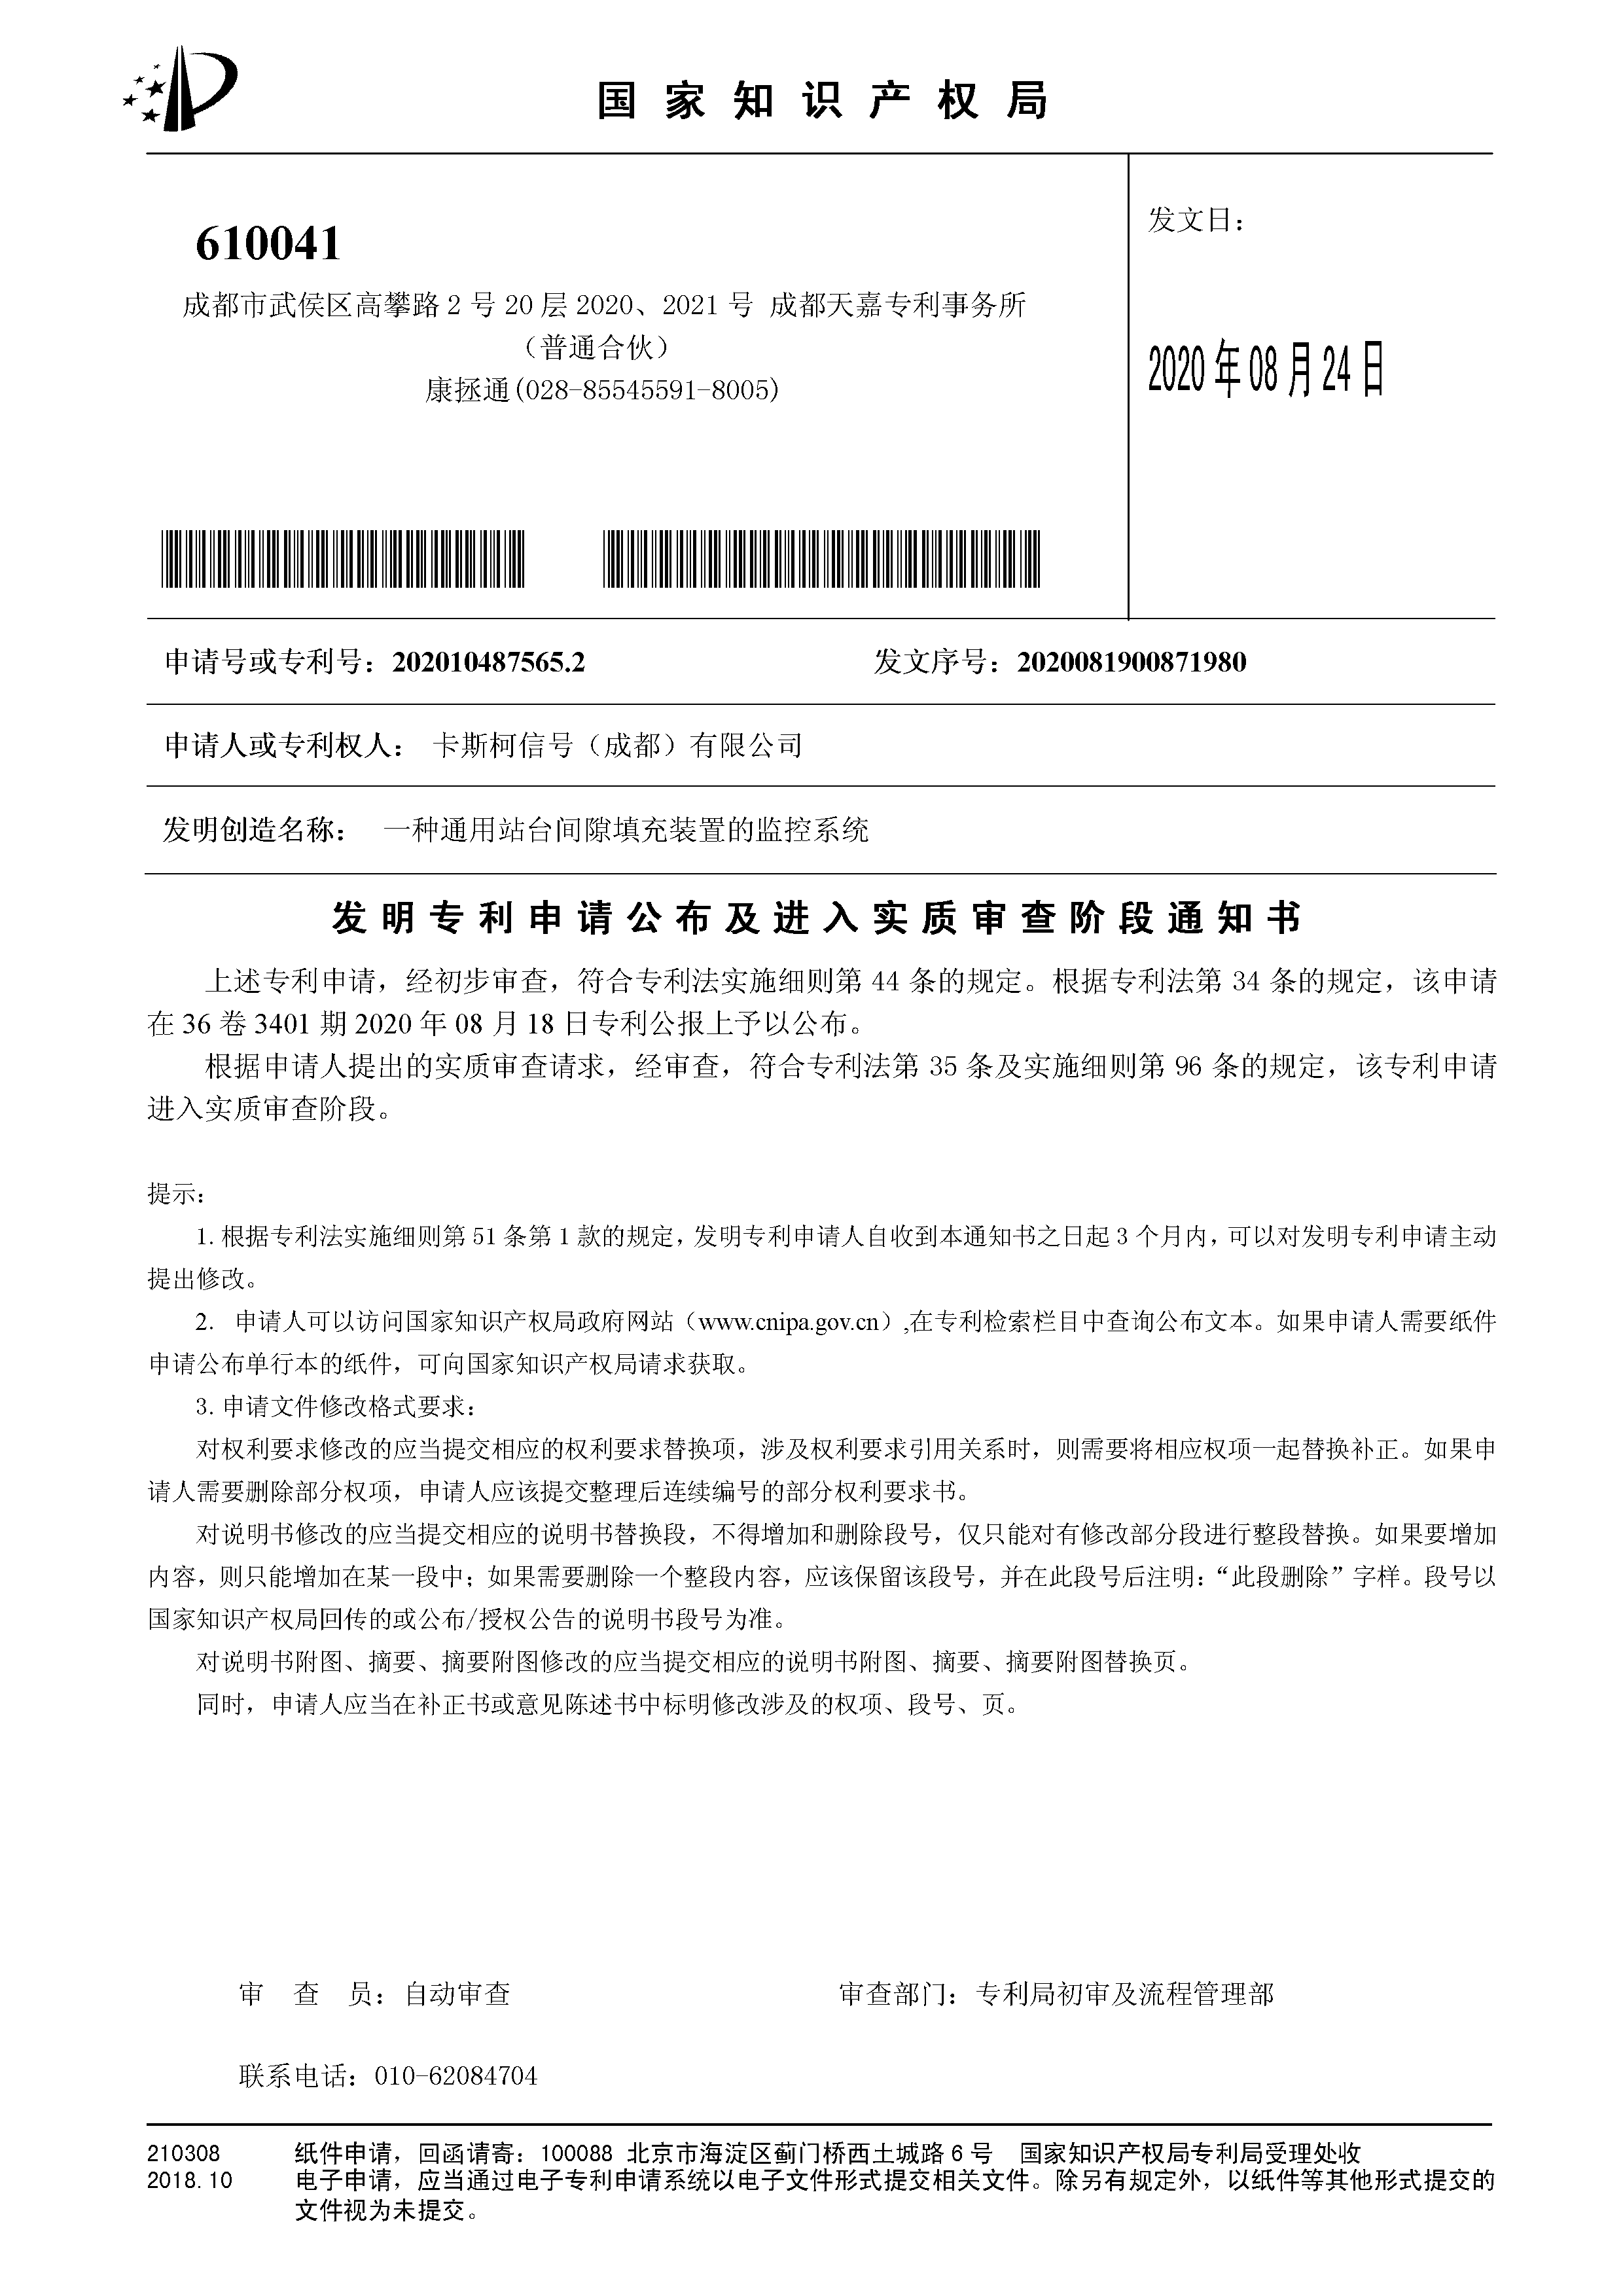 国家知识产权局
610041
发文日：
成都市武侯区高攀路 2 号 20 层 2020、2021 号 成都天嘉专利事务所
（普通合伙）
康拯通(028-85545591-8005)
2020 年 08 月 24 日
申请号或专利号：202010487565.2 发文序号：2020081900871980
申请人或专利权人： 卡斯柯信号（成都）有限公司
发明创造名称： 一种通用站台间隙填充装置的监控系统
发明专利申请公布及进入实质审查阶段通知书
上述专利申请，经初步审查，符合专利法实施细则第 44 条的规定。根据专利法第 34 条的规定，该申请
在 36 卷 3401 期 2020 年 08 月 18 日专利公报上予以公布。
根据申请人提出的实质审查请求，经审查，符合专利法第 35 条及实施细则第 96 条的规定，该专利申请
进入实质审查阶段。
提示：
1. 根据专利法实施细则第 51 条第 1 款的规定，发明专利申请人自收到本通知书之日起 3 个月内，可以对发明专利申请主动
提出修改。
2. 申请人可以访问国家知识产权局政府网站（www.cnipa.gov.cn）,在专利检索栏目中查询公布文本。如果申请人需要纸件
申请公布单行本的纸件，可向国家知识产权局请求获取。
3. 申请文件修改格式要求：
对权利要求修改的应当提交相应的权利要求替换项，涉及权利要求引用关系时，则需要将相应权项一起替换补正。如果申
请人需要删除部分权项，申请人应该提交整理后连续编号的部分权利要求书。
对说明书修改的应当提交相应的说明书替换段，不得增加和删除段号，仅只能对有修改部分段进行整段替换。如果要增加
内容，则只能增加在某一段中；如果需要删除一个整段内容，应该保留该段号，并在此段号后注明：“此段删除”字样。段号以
国家知识产权局回传的或公布/授权公告的说明书段号为准。
对说明书附图、摘要、摘要附图修改的应当提交相应的说明书附图、摘要、摘要附图替换页。
同时，申请人应当在补正书或意见陈述书中标明修改涉及的权项、段号、页。
审 查 员：自动审查 审查部门：专利局初审及流程管理部
联系电话：010-62084704
210308 纸件申请，回函请寄：100088 北京市海淀区蓟门桥西土城路 6 号 国家知识产权局专利局受理处收
2018.10 电子申请，应当通过电子专利申请系统以电子文件形式提交相关文件。除另有规定外，以纸件等其他形式提交的
文件视为未提交。